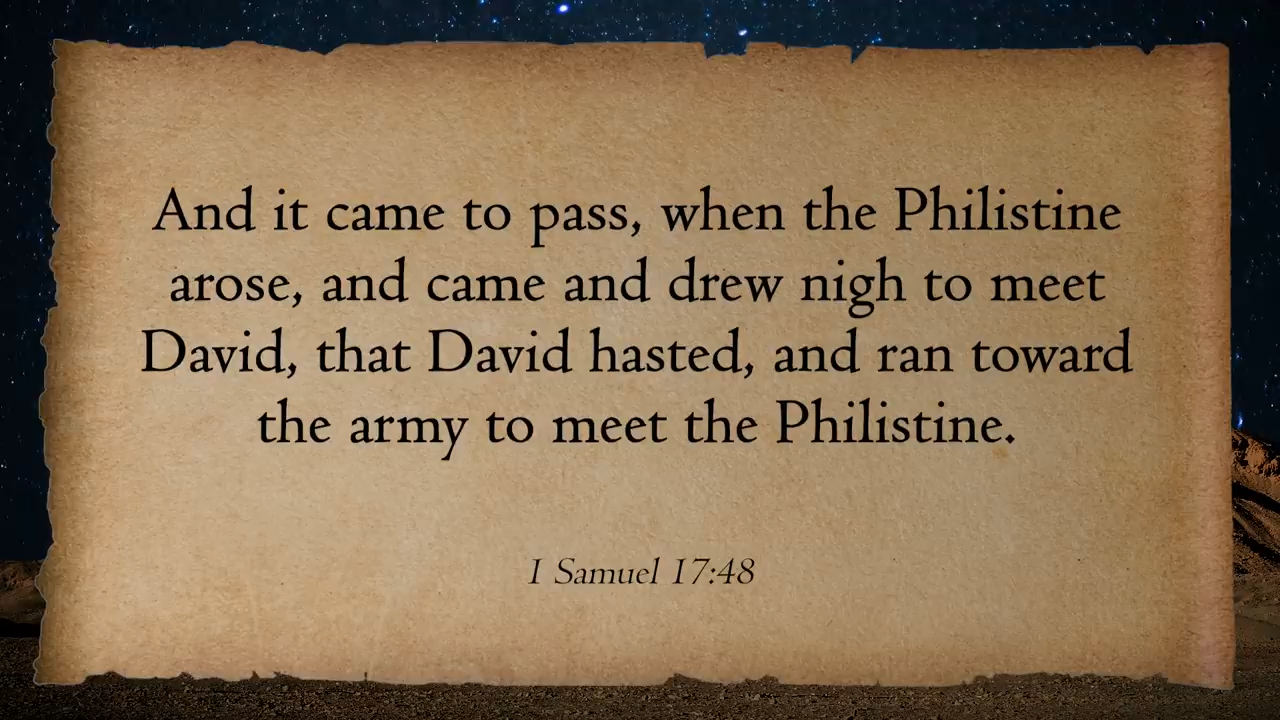 And it came to pass, when the Philistine
arose, and came and drew nigh to meet
David, that David hasted, and ran toward
the army to meet the Philistine.
1 Samuel 17:48